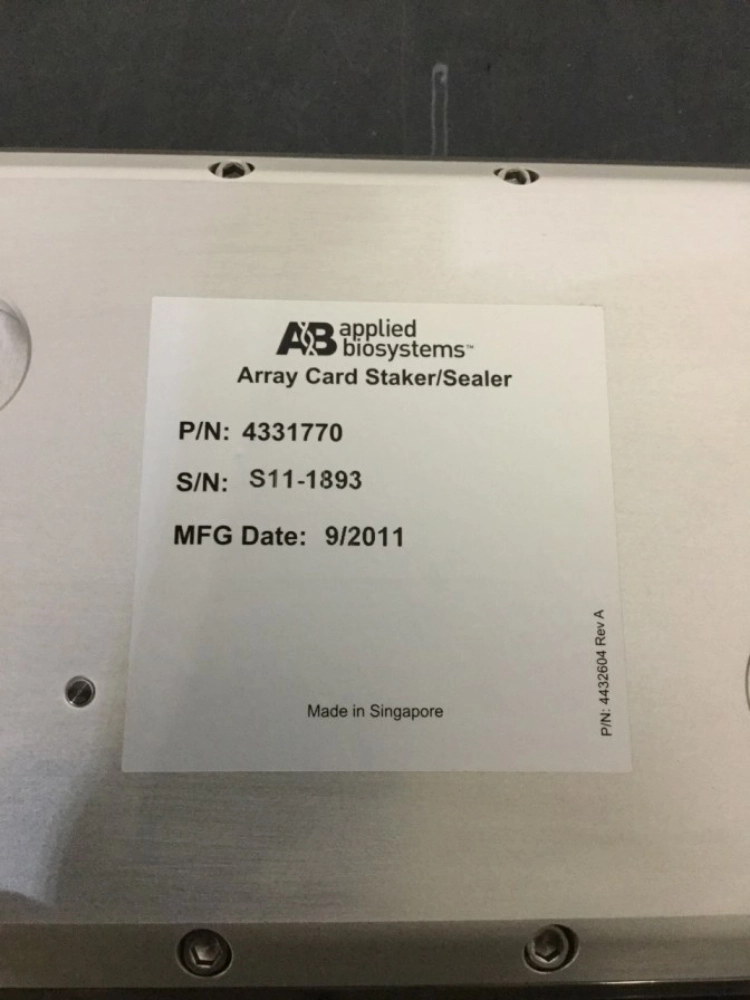 AB applied
biosystems™
Array Card Staker/Sealer
P/N: 4331770
S/N: S11-1893
MFG Date: 9/2011
Made in Singapore
P/N: 4432604 Rev A